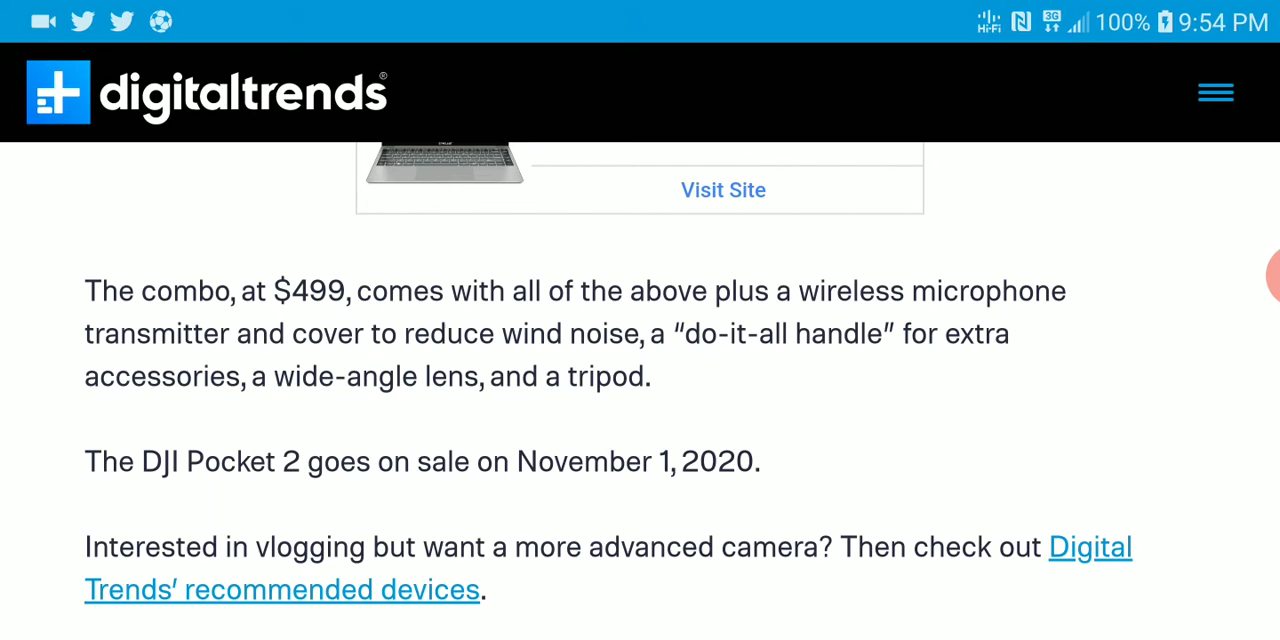 Hi-Fi 3G 100% 9:54 PM
digitaltrends®
Visit Site
The combo, at $499, comes with all of the above plus a wireless microphone
transmitter and cover to reduce wind noise, a “do-it-all handle” for extra
accessories, a wide-angle lens, and a tripod.
The DJI Pocket 2 goes on sale on November 1, 2020.
Interested in vlogging but want a more advanced camera? Then check out Digital
Trends’ recommended devices.